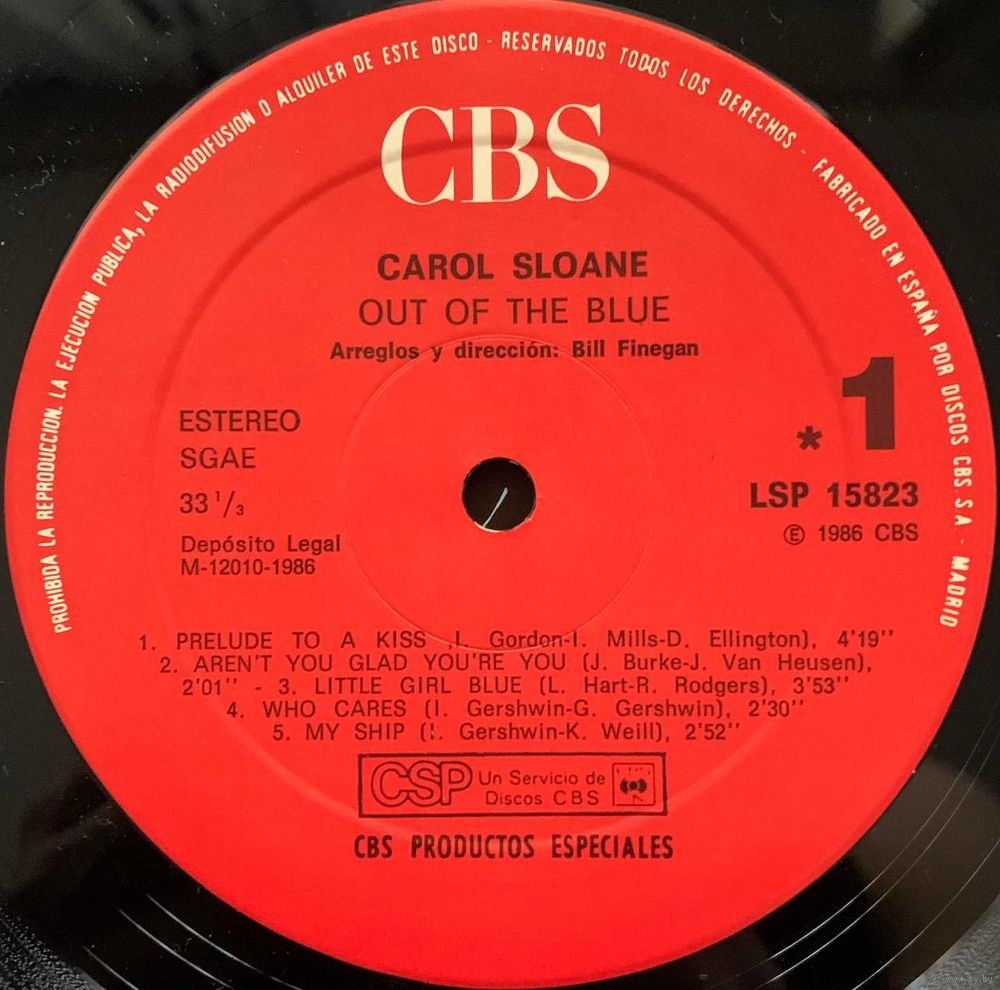 PROHIBIDA LA REPRODUCCION. LA EJECUCION PUBLICA, LA RADIODIFUSION O ALQUILER DE ESTE DISCO - RESERVADOS TODOS LOS DERECHOS - FABRICADO EN ESPAÑA POR DISCOS CBS S.A - MADRID
CBS
CAROL SLOANE
OUT OF THE BLUE
Arreglos y dirección: Bill Finegan
ESTEREO
SGAE
33 1/3
Depósito Legal
M-12010-1986
* 1
LSP 15823
Ⓔ 1986 CBS
1. PRELUDE TO A KISS ,I. Gordon-I. Mills-D. Ellington), 4'19''
2. AREN'T YOU GLAD YOU'RE YOU (J. Burke-J. Van Heusen),
2'01'' - 3. LITTLE GIRL BLUE (L. Hart-R. Rodgers), 3'53''
4. WHO CARES (I. Gershwin-G. Gershwin), 2'30''
5. MY SHIP (I. Gershwin-K. Weill), 2'52''
CSP Un Servicio de
Discos CBS
CBS PRODUCTOS ESPECIALES
www.ay.by